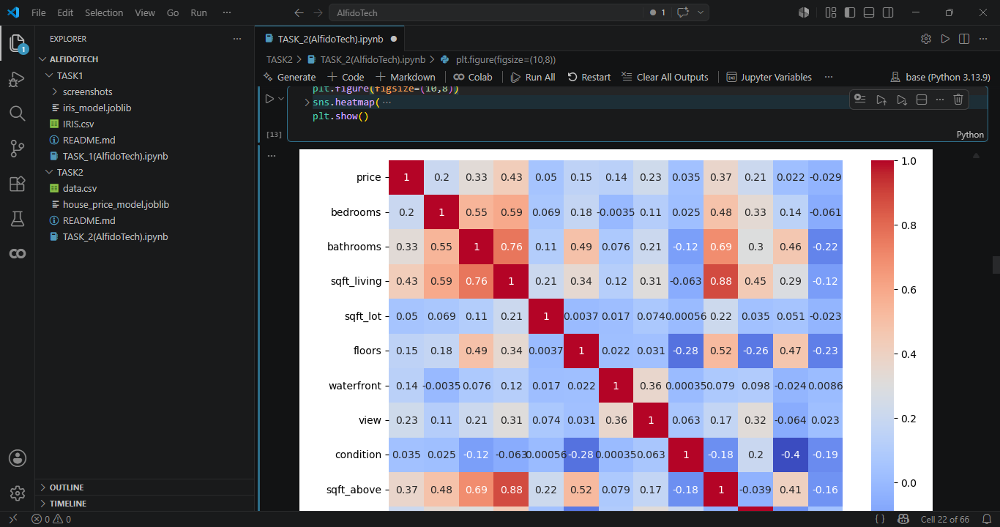 File Edit Selection View Go Run ··· AlfidoTech 1
EXPLORER ···
ALFIDOTECH
TASK1
screenshots
iris_model.joblib
IRIS.csv
README.md
TASK_1(AlfidoTech).ipynb
TASK2
data.csv
house_price_model.joblib
README.md
TASK_2(AlfidoTech).ipynb
OUTLINE
TIMELINE
1
TASK_2(AlfidoTech).ipynb
TASK2 > TASK_2(AlfidoTech).ipynb > plt.figure(figsize=(10,8))
Generate + Code + Markdown Colab Run All Restart Clear All Outputs Jupyter Variables ··· base (Python 3.13.9)
plt.figure(figsize=(10,8))
sns.heatmap( ···
plt.show()
[13] Python
price 1 0.2 0.33 0.43 0.05 0.15 0.14 0.23 0.035 0.37 0.21 0.022 -0.029
bedrooms 0.2 1 0.55 0.59 0.069 0.18 -0.0035 0.11 0.025 0.48 0.33 0.14 -0.061
bathrooms 0.33 0.55 1 0.76 0.11 0.49 0.076 0.21 -0.12 0.69 0.3 0.46 -0.22
sqft_living 0.43 0.59 0.76 1 0.21 0.34 0.12 0.31 -0.063 0.88 0.45 0.29 -0.12
sqft_lot 0.05 0.069 0.11 0.21 1 0.0037 0.017 0.074 0.00056 0.22 0.035 0.051 -0.023
floors 0.15 0.18 0.49 0.34 0.0037 1 0.022 0.031 -0.28 0.52 -0.26 0.47 -0.23
waterfront 0.14 -0.0035 0.076 0.12 0.017 0.022 1 0.36 0.00035 0.079 0.098 -0.024 0.0086
view 0.23 0.11 0.21 0.31 0.074 0.031 0.36 1 0.063 0.17 0.32 -0.064 0.023
condition 0.035 0.025 -0.12 -0.063 0.00056 -0.28 0.00035 0.063 1 -0.18 0.2 -0.4 -0.19
sqft_above 0.37 0.48 0.69 0.88 0.22 0.52 0.079 0.17 -0.18 1 -0.039 0.41 -0.16
1.0
0.8
0.6
0.4
0.2
0.0
0 0 Cell 22 of 66